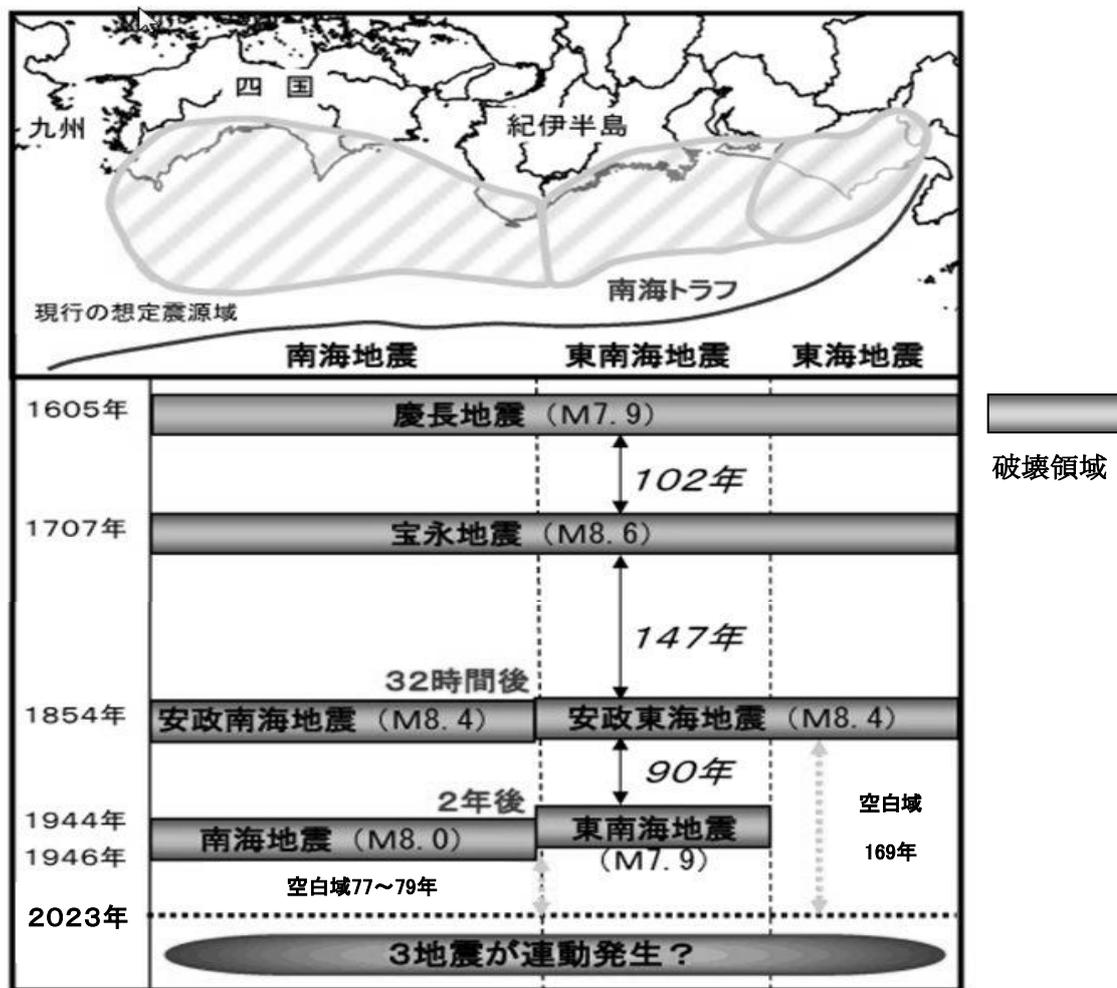 四 国
九州
紀伊半島
南海トラフ
現行の想定震源域
南海地震
東南海地震
東海地震
1605年
慶長地震（M7．9）
破壊領域
102年
1707年
宝永地震（M8．6）
147年
32時間後
1854年
安政南海地震（M8．4）
安政東海地震（M8．4）
90年
2年後
空白域
169年
1944年
南海地震（M8．0）
東南海地震
（M7．9）
1946年
空白域77～79年
2023年
3地震が連動発生？